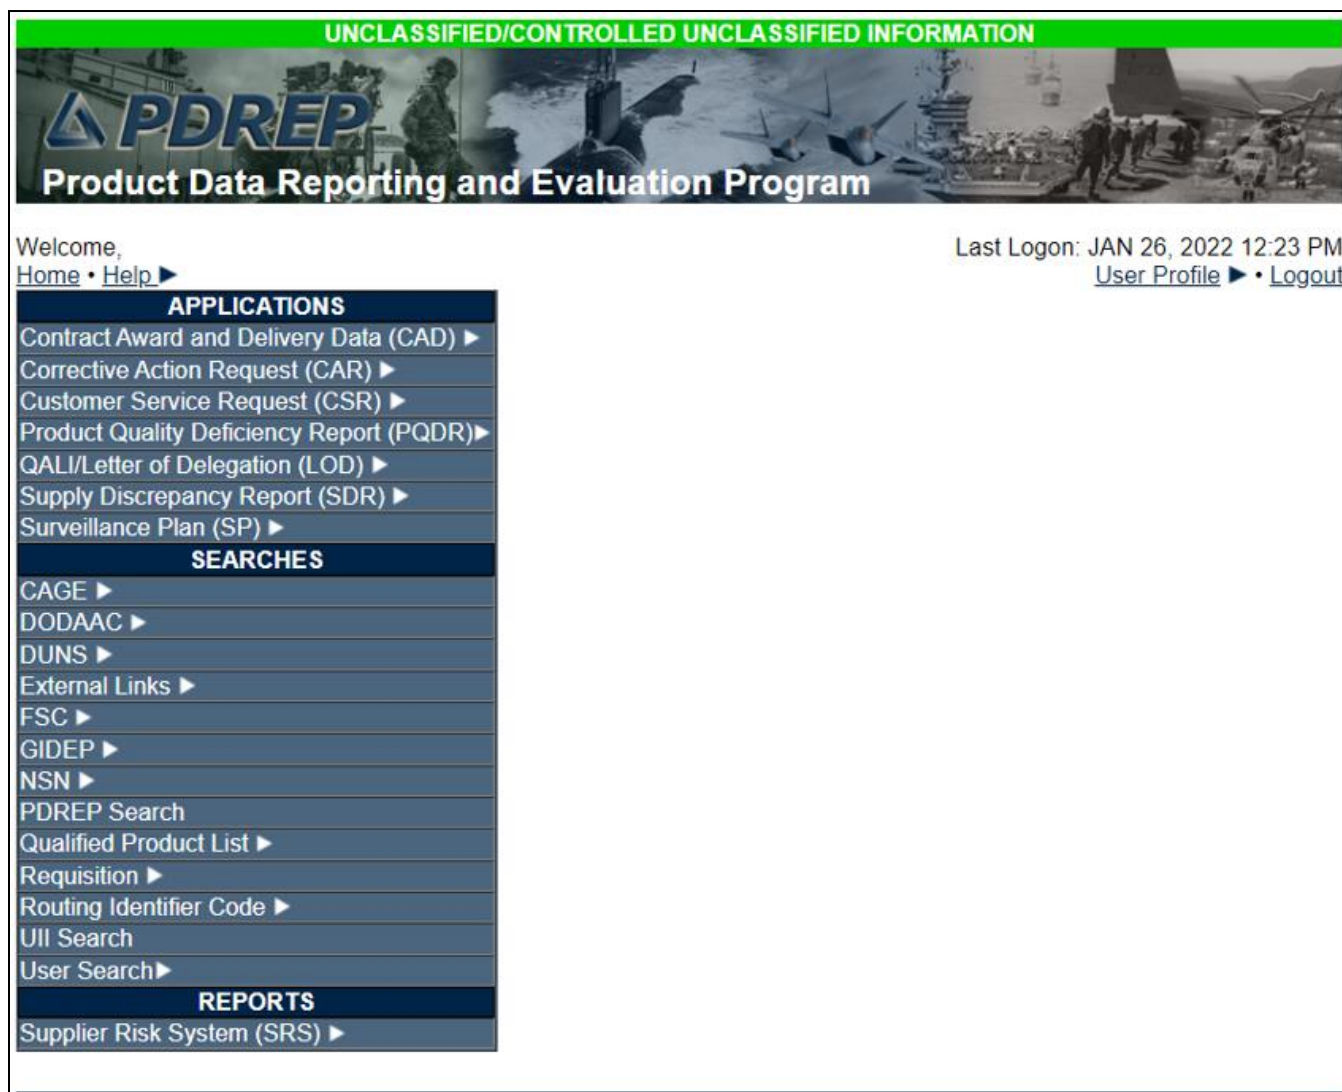 UNCLASSIFIED/CONTROLLED UNCLASSIFIED INFORMATION
PDREP
Product Data Reporting and Evaluation Program
Welcome,
Last Logon: JAN 26, 2022 12:23 PM
Home • Help ▶
User Profile ▶ • Logout
APPLICATIONS
Contract Award and Delivery Data (CAD) ▶
Corrective Action Request (CAR) ▶
Customer Service Request (CSR) ▶
Product Quality Deficiency Report (PQDR)▶
QALI/Letter of Delegation (LOD) ▶
Supply Discrepancy Report (SDR) ▶
Surveillance Plan (SP) ▶
SEARCHES
CAGE ▶
DODAAC ▶
DUNS ▶
External Links ▶
FSC ▶
GIDEP ▶
NSN ▶
PDREP Search
Qualified Product List ▶
Requisition ▶
Routing Identifier Code ▶
UII Search
User Search▶
REPORTS
Supplier Risk System (SRS) ▶